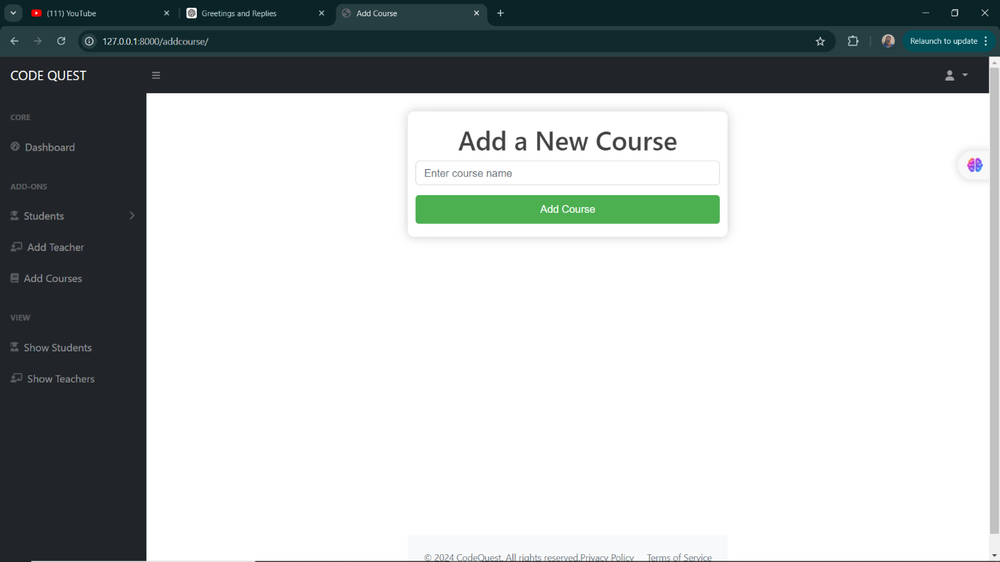 (111) YouTube
Greetings and Replies
Add Course
127.0.0.1:8000/addcourse/
Relaunch to update
CODE QUEST
CORE
Dashboard
ADD-ONS
Students
Add Teacher
Add Courses
VIEW
Show Students
Show Teachers
Add a New Course
Enter course name
Add Course
© 2024 CodeQuest. All rights reserved.Privacy Policy Terms of Service